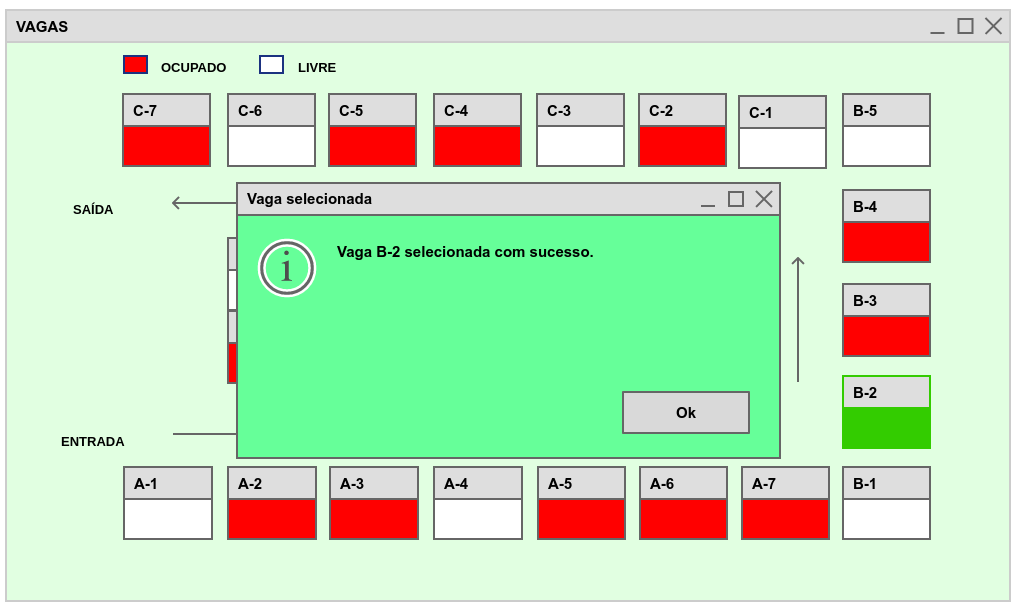 VAGAS
OCUPADO LIVRE
C-7 C-6 C-5 C-4 C-3 C-2 C-1 B-5
Vaga selecionada
SAÍDA
B-4
Vaga B-2 selecionada com sucesso.
B-3
B-2
Ok
ENTRADA
A-1 A-2 A-3 A-4 A-5 A-6 A-7 B-1